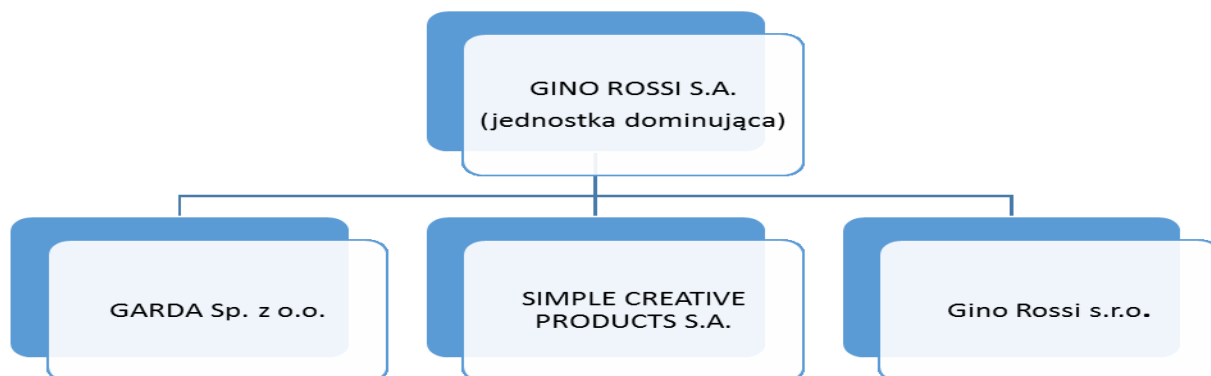 GINO ROSSI S.A.
(jednostka dominująca)
GARDA Sp. z o.o.
SIMPLE CREATIVE
PRODUCTS S.A.
Gino Rossi s.r.o.